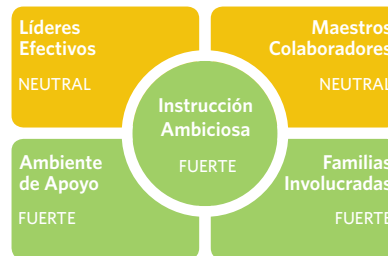 Líderes
Efectivos
NEUTRAL
Maestros
Colaboradores
NEUTRAL
Instrucción
Ambiciosa
FUERTE
Ambiente
de Apoyo
FUERTE
Familias
Involucradas
FUERTE